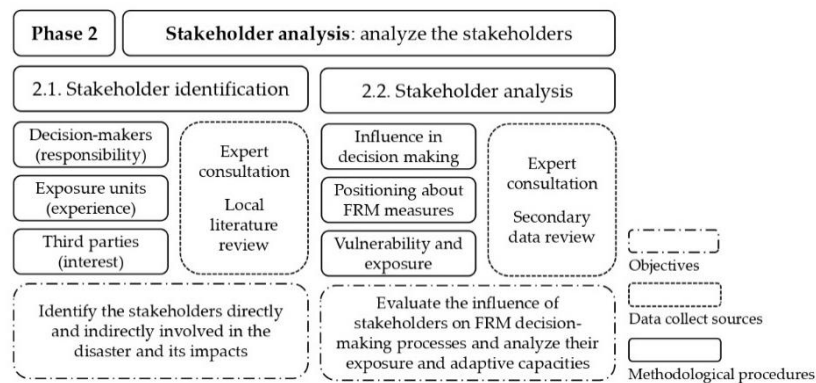 Phase 2
Stakeholder analysis: analyze the stakeholders
2.1. Stakeholder identification
2.2. Stakeholder analysis
Decision-makers
(responsibility)
Exposure units
(experience)
Third parties
(interest)
Expert
consultation
Local
literature
review
Influence in
decision making
Positioning about
FRM measures
Vulnerability and
exposure
Expert
consultation
Secondary
data review
Identify the stakeholders directly
and indirectly involved in the
disaster and its impacts
Evaluate the influence of
stakeholders on FRM decision-
making processes and analyze their
exposure and adaptive capacities
Objectives
Data collect sources
Methodological procedures